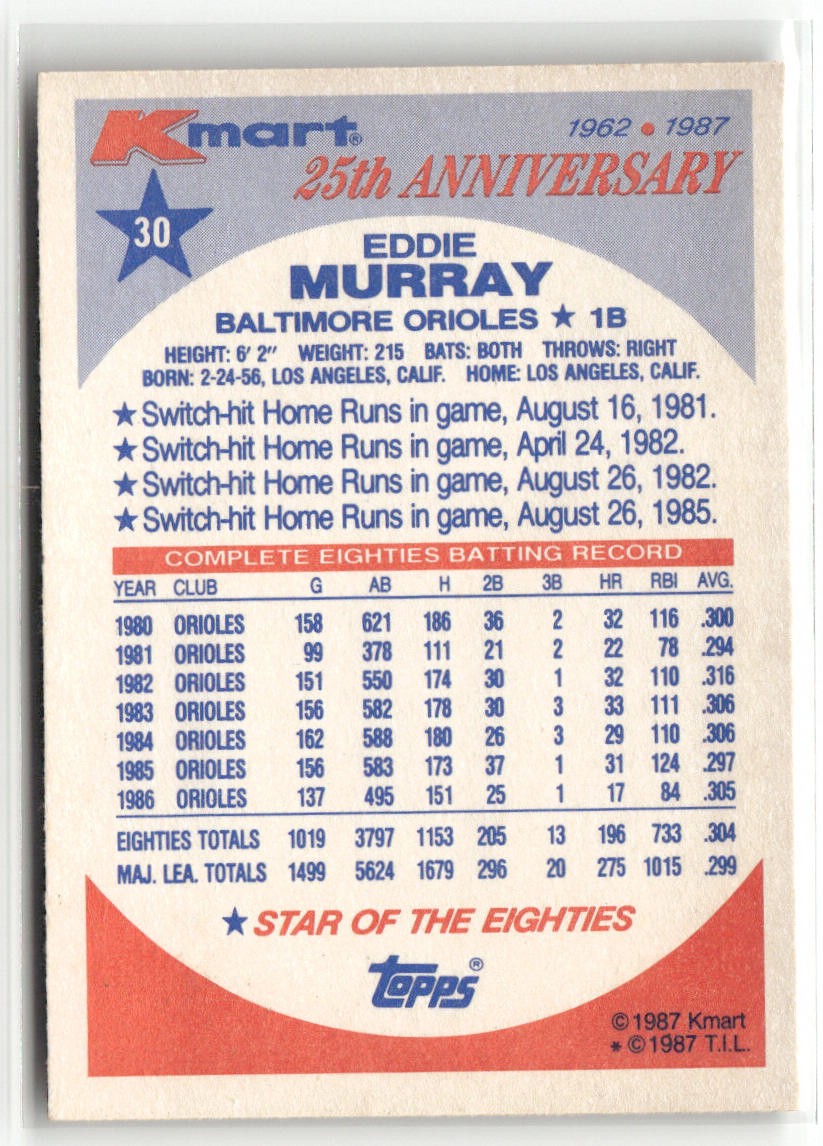 Kmart® 1962 • 1987
25th ANNIVERSARY
30
EDDIE
MURRAY
BALTIMORE ORIOLES ★ 1B
HEIGHT: 6' 2" WEIGHT: 215 BATS: BOTH THROWS: RIGHT
BORN: 2-24-56, LOS ANGELES, CALIF. HOME: LOS ANGELES, CALIF.
★ Switch-hit Home Runs in game, August 16, 1981.
★ Switch-hit Home Runs in game, April 24, 1982.
★ Switch-hit Home Runs in game, August 26, 1982.
★ Switch-hit Home Runs in game, August 26, 1985.
COMPLETE EIGHTIES BATTING RECORD
YEAR CLUB G AB H 2B 3B HR RBI AVG.
1980 ORIOLES 158 621 186 36 2 32 116 .300
1981 ORIOLES 99 378 111 21 2 22 78 .294
1982 ORIOLES 151 550 174 30 1 32 110 .316
1983 ORIOLES 156 582 178 30 3 33 111 .306
1984 ORIOLES 162 588 180 26 3 29 110 .306
1985 ORIOLES 156 583 173 37 1 31 124 .297
1986 ORIOLES 137 495 151 25 1 17 84 .305
EIGHTIES TOTALS 1019 3797 1153 205 13 196 733 .304
MAJ. LEA. TOTALS 1499 5624 1679 296 20 275 1015 .299
★ STAR OF THE EIGHTIES
TOPPS®
© 1987 Kmart
* © 1987 T.I.L.